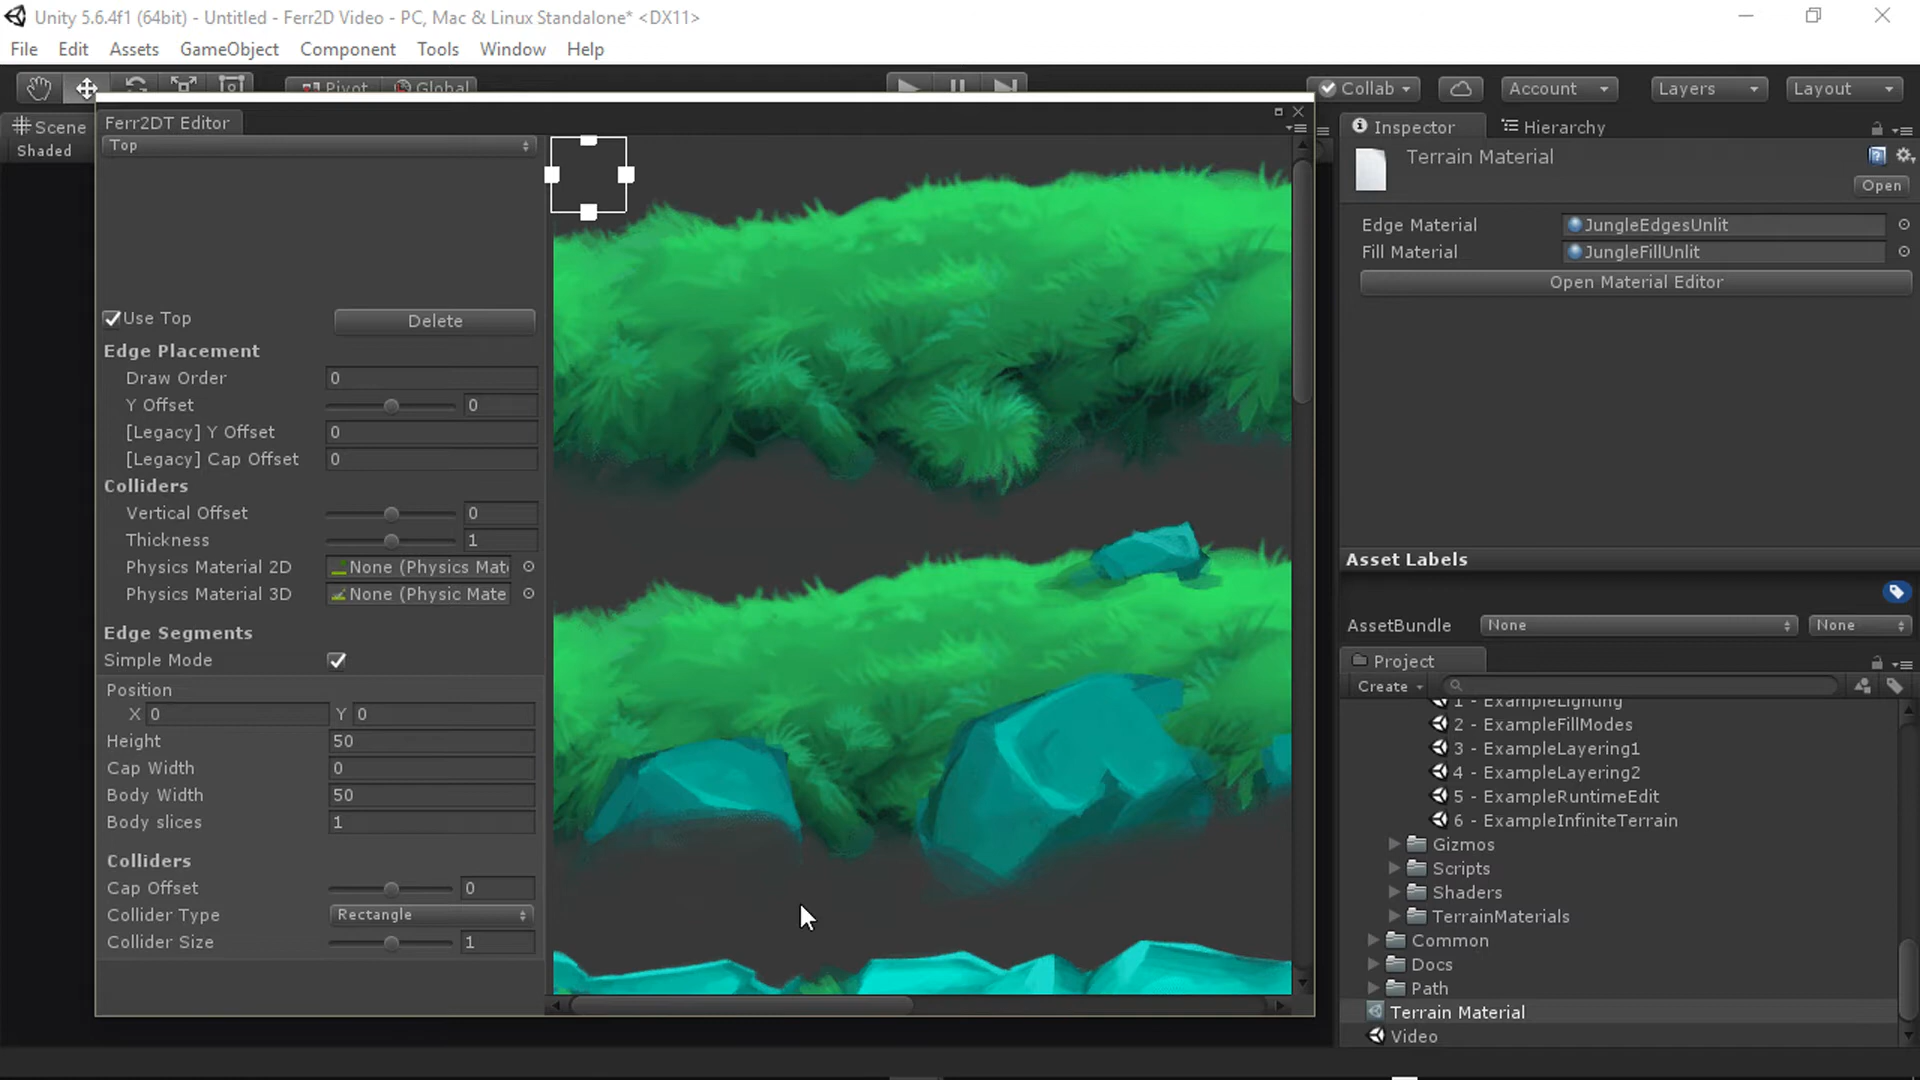 Unity 5.6.4f1 (64bit) - Untitled - Ferr2D Video - PC, Mac & Linux Standalone* <DX11>
File Edit Assets GameObject Component Tools Window Help
Pivot Global Collab Account Layers Layout
Scene
Shaded
Ferr2DT Editor
Top
Use Top Delete
Edge Placement
Draw Order 0
Y Offset 0
[Legacy] Y Offset 0
[Legacy] Cap Offset 0
Colliders
Vertical Offset 0
Thickness 1
Physics Material 2D None (Physics Mat
Physics Material 3D None (Physic Mate
Edge Segments
Simple Mode
Position
X 0 Y 0
Height 50
Cap Width 0
Body Width 50
Body slices 1
Colliders
Cap Offset 0
Collider Type Rectangle
Collider Size 1
Inspector Hierarchy
Terrain Material
Open
Edge Material JungleEdgesUnlit
Fill Material JungleFillUnlit
Open Material Editor
Asset Labels
AssetBundle None None
Project
Create
1 - ExampleLighting
2 - ExampleFillModes
3 - ExampleLayering1
4 - ExampleLayering2
5 - ExampleRuntimeEdit
6 - ExampleInfiniteTerrain
Gizmos
Scripts
Shaders
TerrainMaterials
Common
Docs
Path
Terrain Material
Video